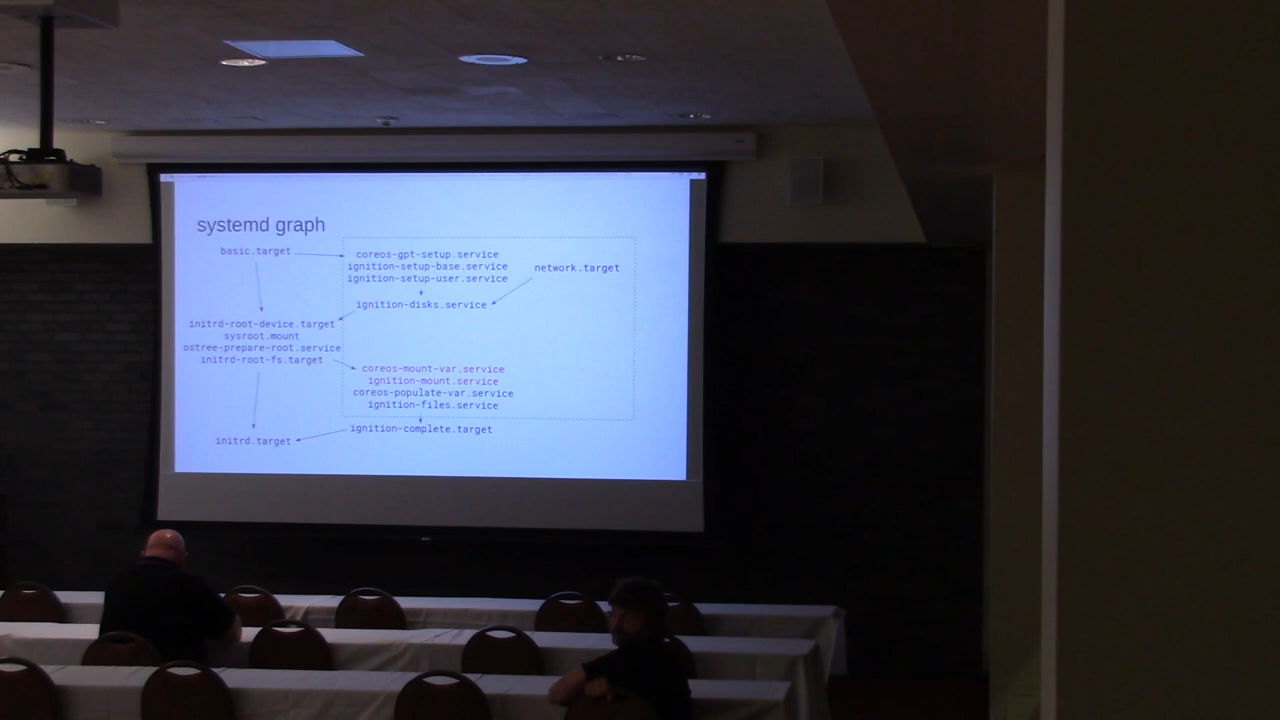 systemd graph
basic.target
coreos-gpt-setup.service
ignition-setup-base.service
ignition-setup-user.service
network.target
ignition-disks.service
initrd-root-device.target
sysroot.mount
ostree-prepare-root.service
initrd-root-fs.target
coreos-mount-var.service
ignition-mount.service
coreos-populate-var.service
ignition-files.service
ignition-complete.target
initrd.target